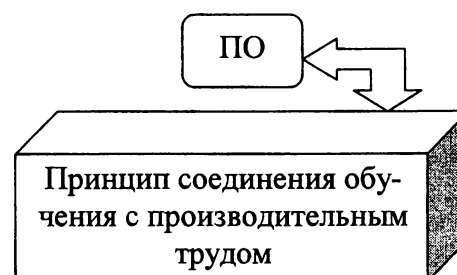 ПО
Принцип соединения обу-
чения с производительным
трудом